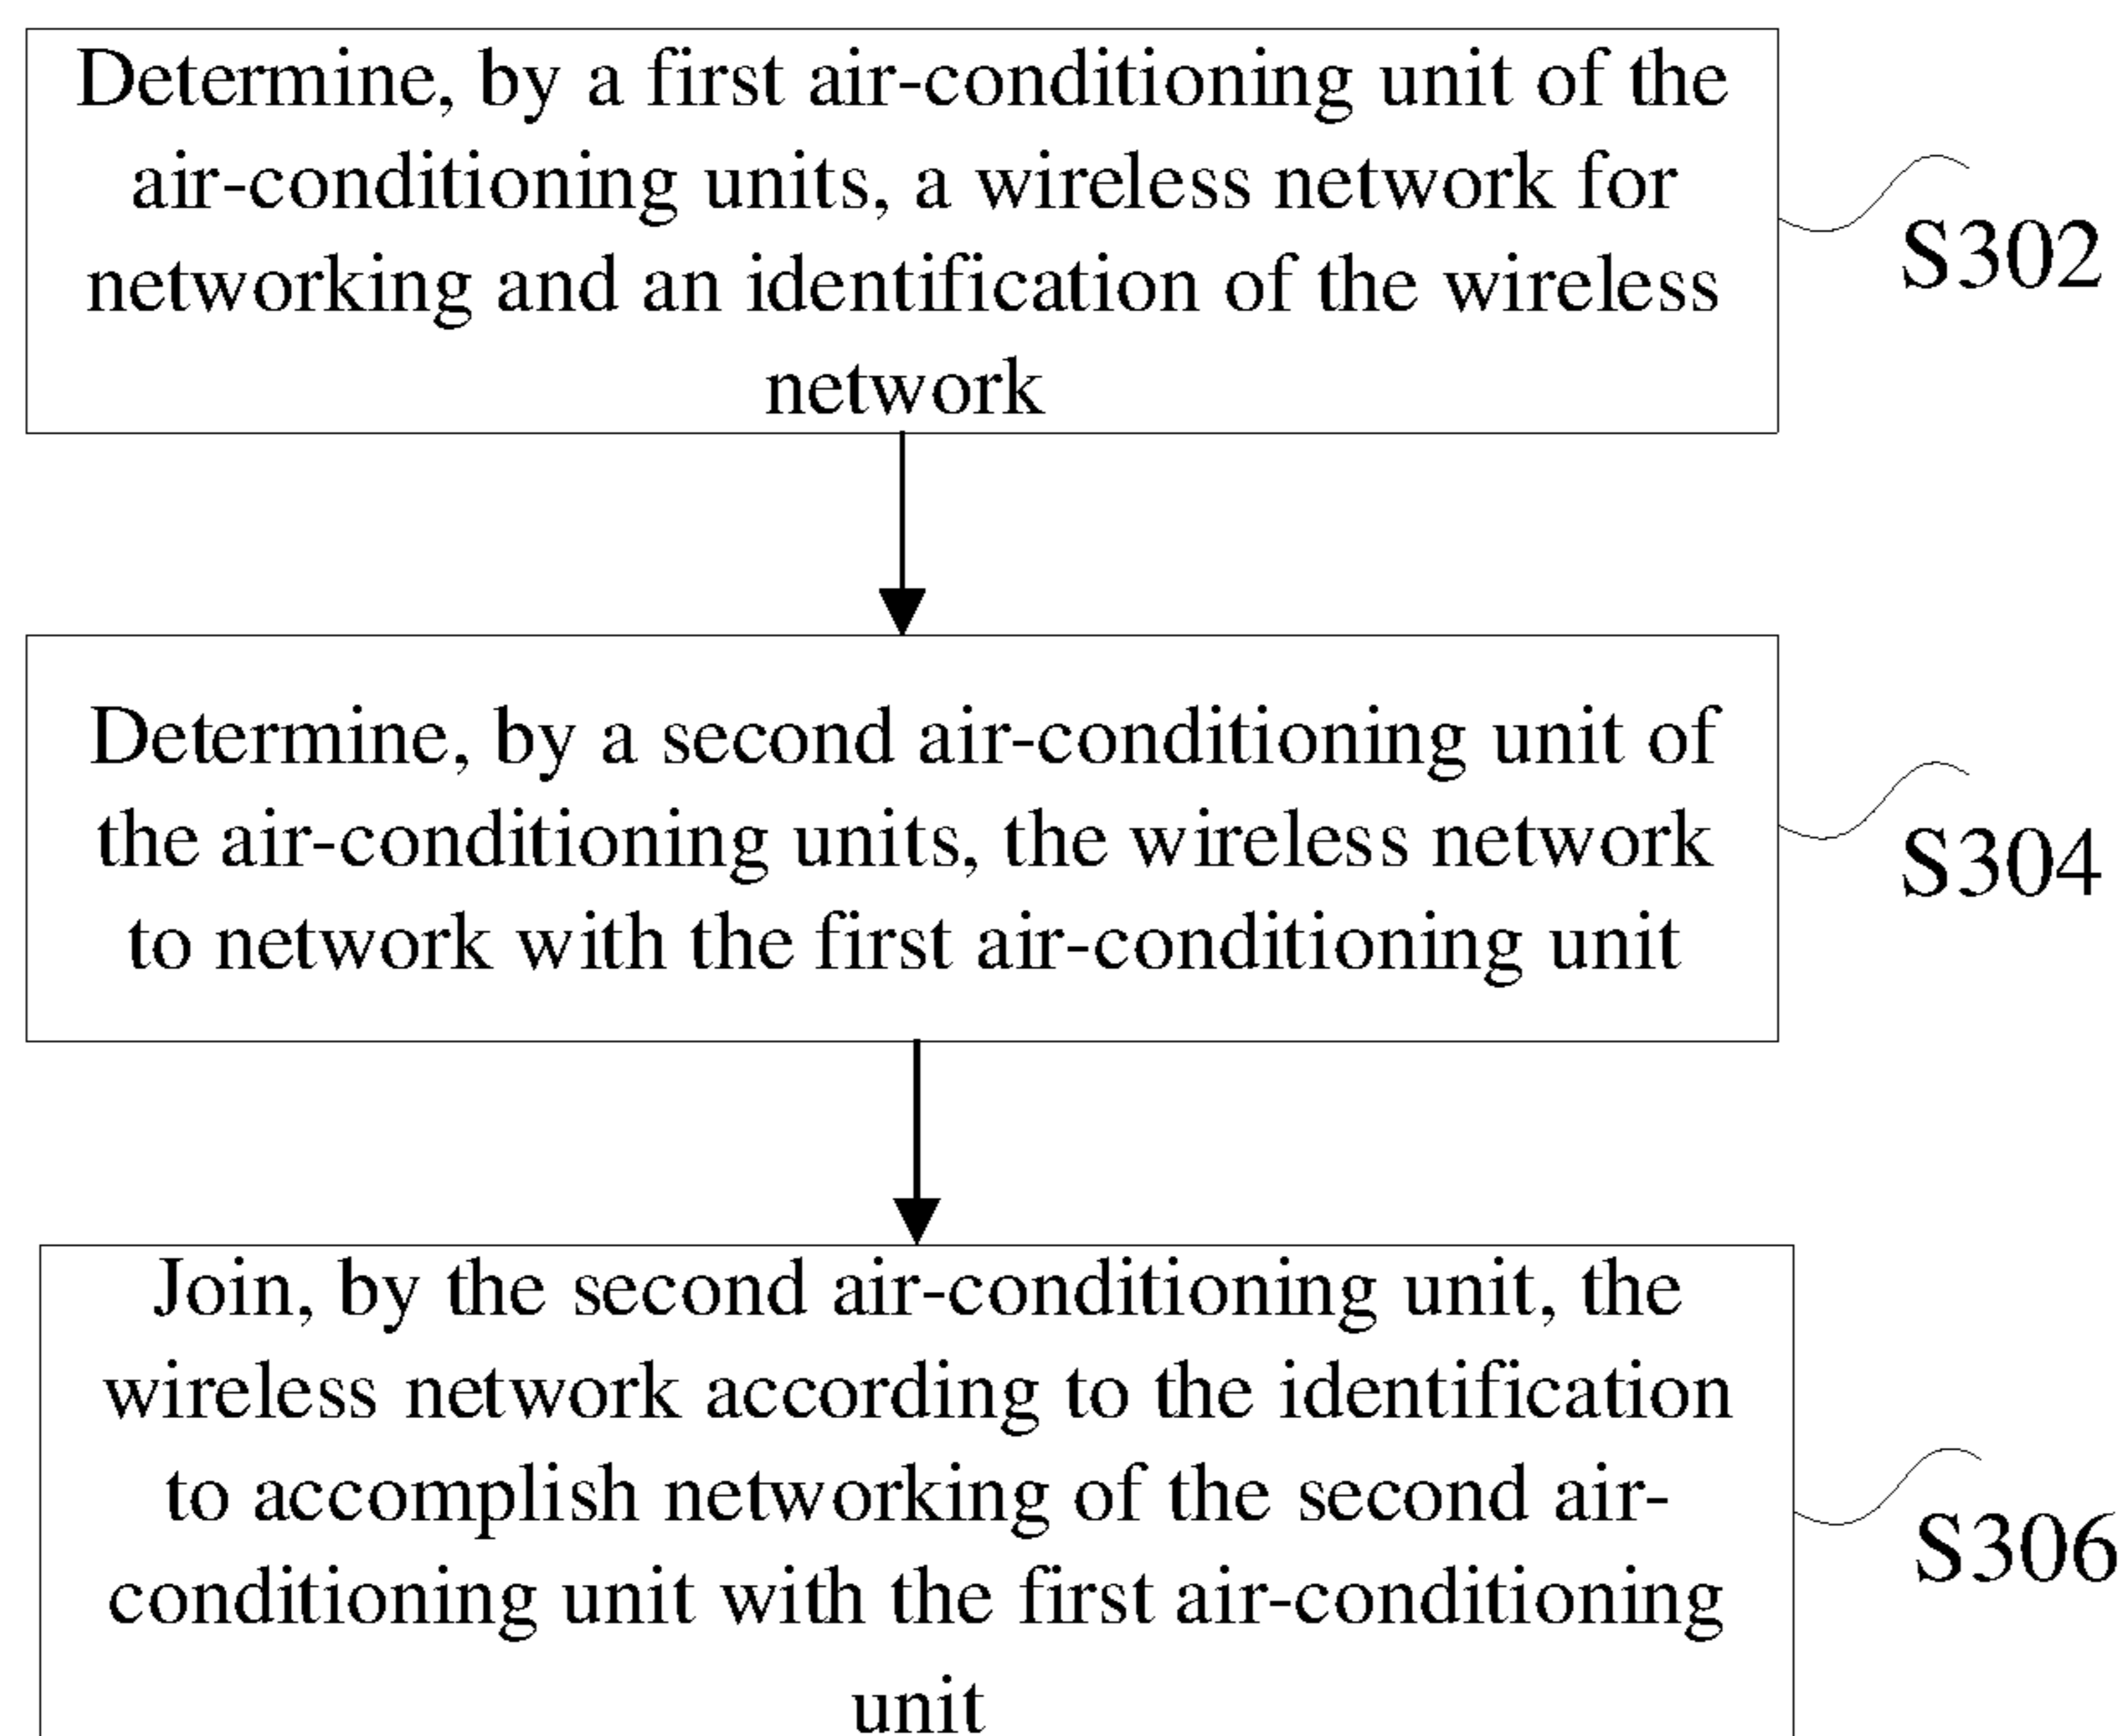 Determine, by a first air-conditioning unit of the
air-conditioning units, a wireless network for
networking and an identification of the wireless
network
S302
Determine, by a second air-conditioning unit of
the air-conditioning units, the wireless network
to network with the first air-conditioning unit
S304
Join, by the second air-conditioning unit, the
wireless network according to the identification
to accomplish networking of the second air-
conditioning unit with the first air-conditioning
unit
S306